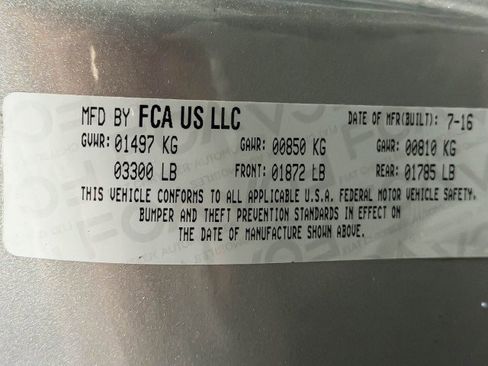 MFD BY FCA US LLC DATE OF MFR(BUILT): 7-16
GVWR: 01497 KG GAWR: 00850 KG GAWR: 00810 KG
03300 LB FRONT: 01872 LB REAR: 01785 LB
THIS VEHICLE CONFORMS TO ALL APPLICABLE U.S.A. FEDERAL MOTOR VEHICLE SAFETY,
BUMPER AND THEFT PREVENTION STANDARDS IN EFFECT ON
THE DATE OF MANUFACTURE SHOWN ABOVE.